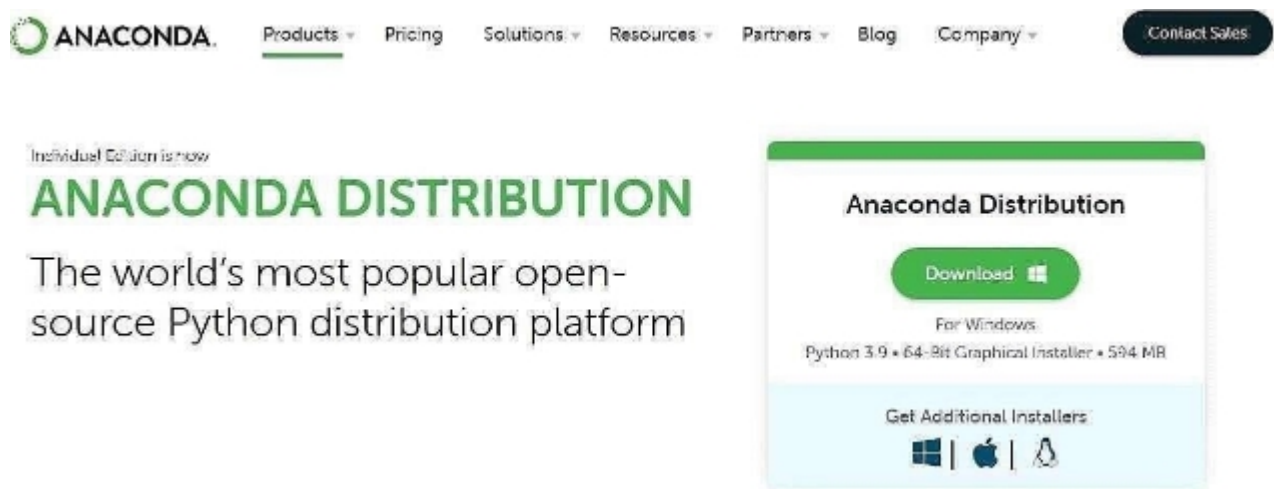 ANACONDA.
Products
Pricing
Solutions
Resources
Partners
Blog
Company
Contact Sales
Individual Edition is now
ANACONDA DISTRIBUTION
The world's most popular open-
source Python distribution platform
Anaconda Distribution
Download
For Windows
Python 3.9 • 64-Bit Graphical Installer • 594 MB
Get Additional Installers